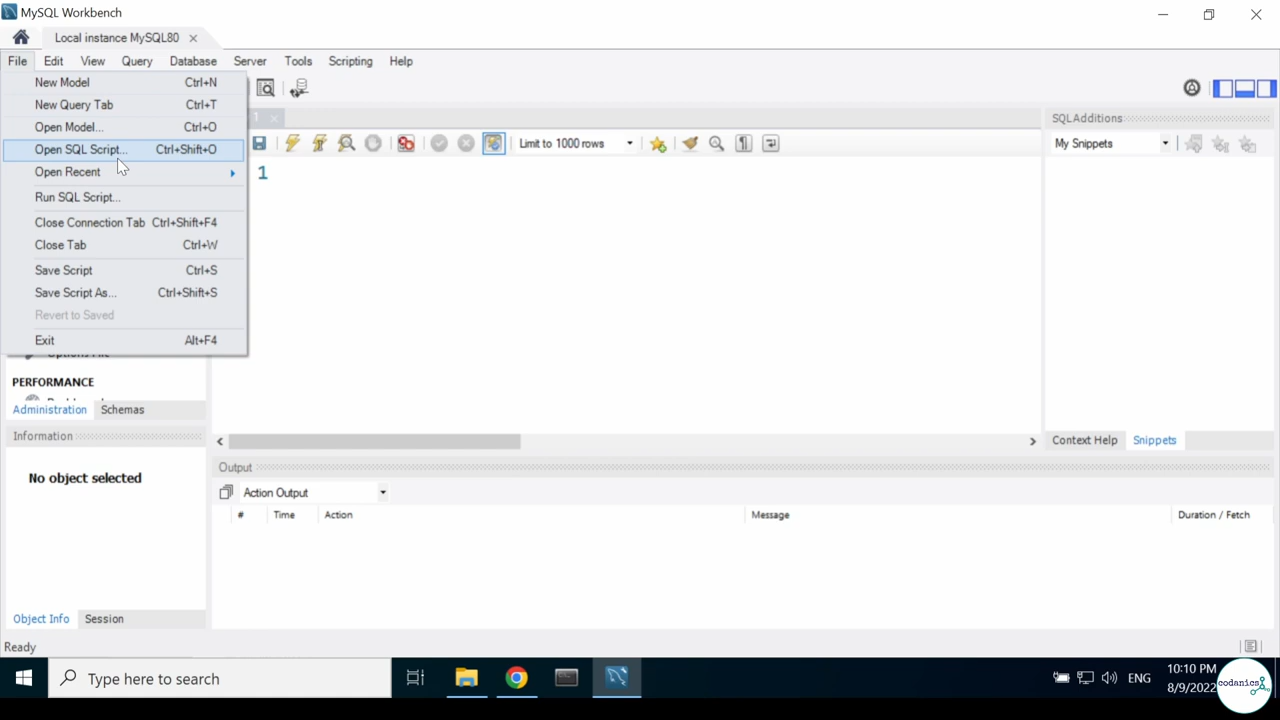 MySQL Workbench
Local instance MySQL80
File Edit View Query Database Server Tools Scripting Help
New Model Ctrl+N
New Query Tab Ctrl+T
Open Model... Ctrl+O
Open SQL Script... Ctrl+Shift+O
Open Recent
Run SQL Script...
Close Connection Tab Ctrl+Shift+F4
Close Tab Ctrl+W
Save Script Ctrl+S
Save Script As... Ctrl+Shift+S
Revert to Saved
Exit Alt+F4
1
Limit to 1000 rows
1
SQLAdditions
My Snippets
PERFORMANCE
Administration Schemas
Information
No object selected
Context Help Snippets
Output
Action Output
# Time Action Message Duration / Fetch
Object Info Session
Ready
Type here to search
ENG
10:10 PM
8/9/2022
codanics